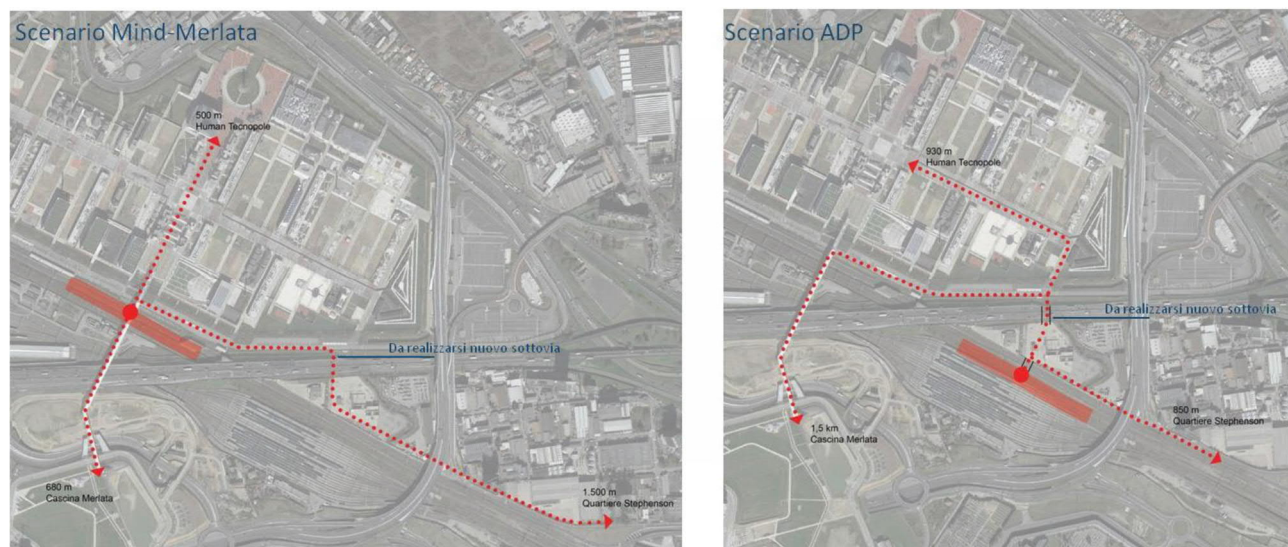 Scenario Mind-Merlata
500 m
Human Tecnopole
Da realizzarsi nuovo sottovia
680 m
Cascina Merlata
1.500 m
Quartiere Stephenson
Scenario ADP
930 m
Human Tecnopole
Da realizzarsi nuovo sottovia
1,5 km
Cascina Merlata
850 m
Quartiere Stephenson